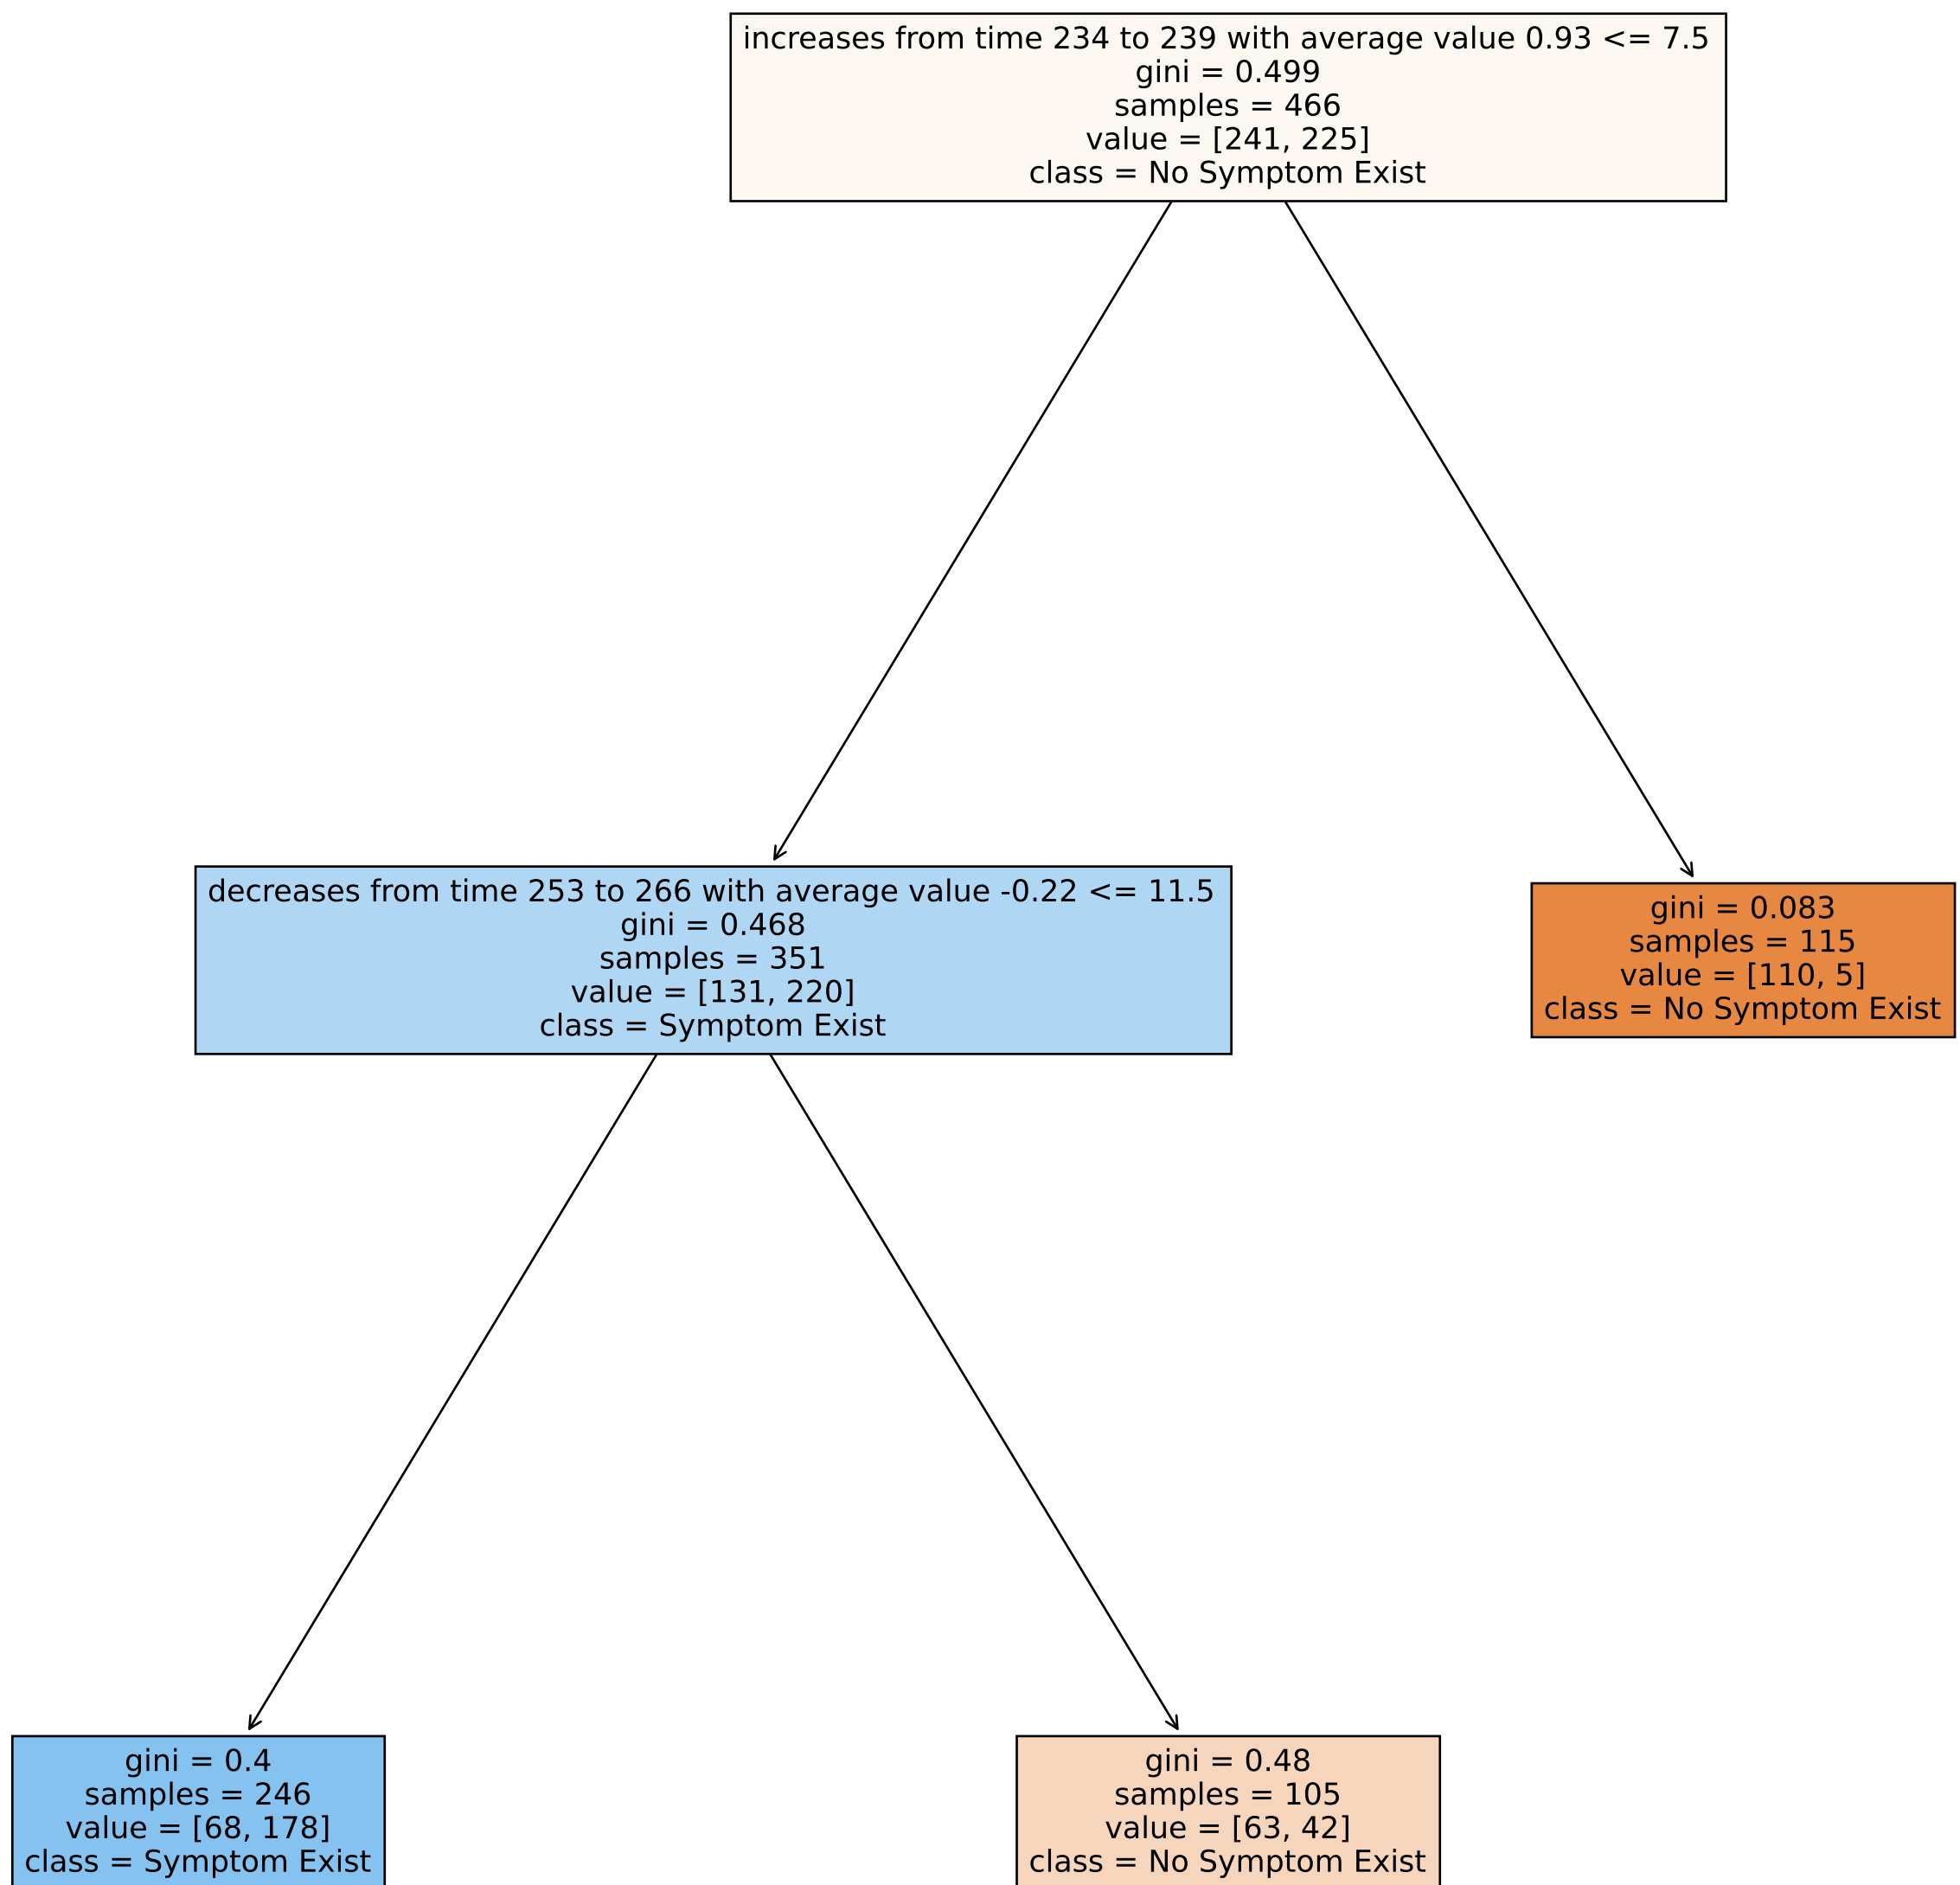 increases from time 234 to 239 with average value 0.93 <= 7.5
gini = 0.499
samples = 466
value = [241, 225]
class = No Symptom Exist
decreases from time 253 to 266 with average value -0.22 <= 11.5
gini = 0.468
samples = 351
value = [131, 220]
class = Symptom Exist
gini = 0.083
samples = 115
value = [110, 5]
class = No Symptom Exist
gini = 0.4
samples = 246
value = [68, 178]
class = Symptom Exist
gini = 0.48
samples = 105
value = [63, 42]
class = No Symptom Exist